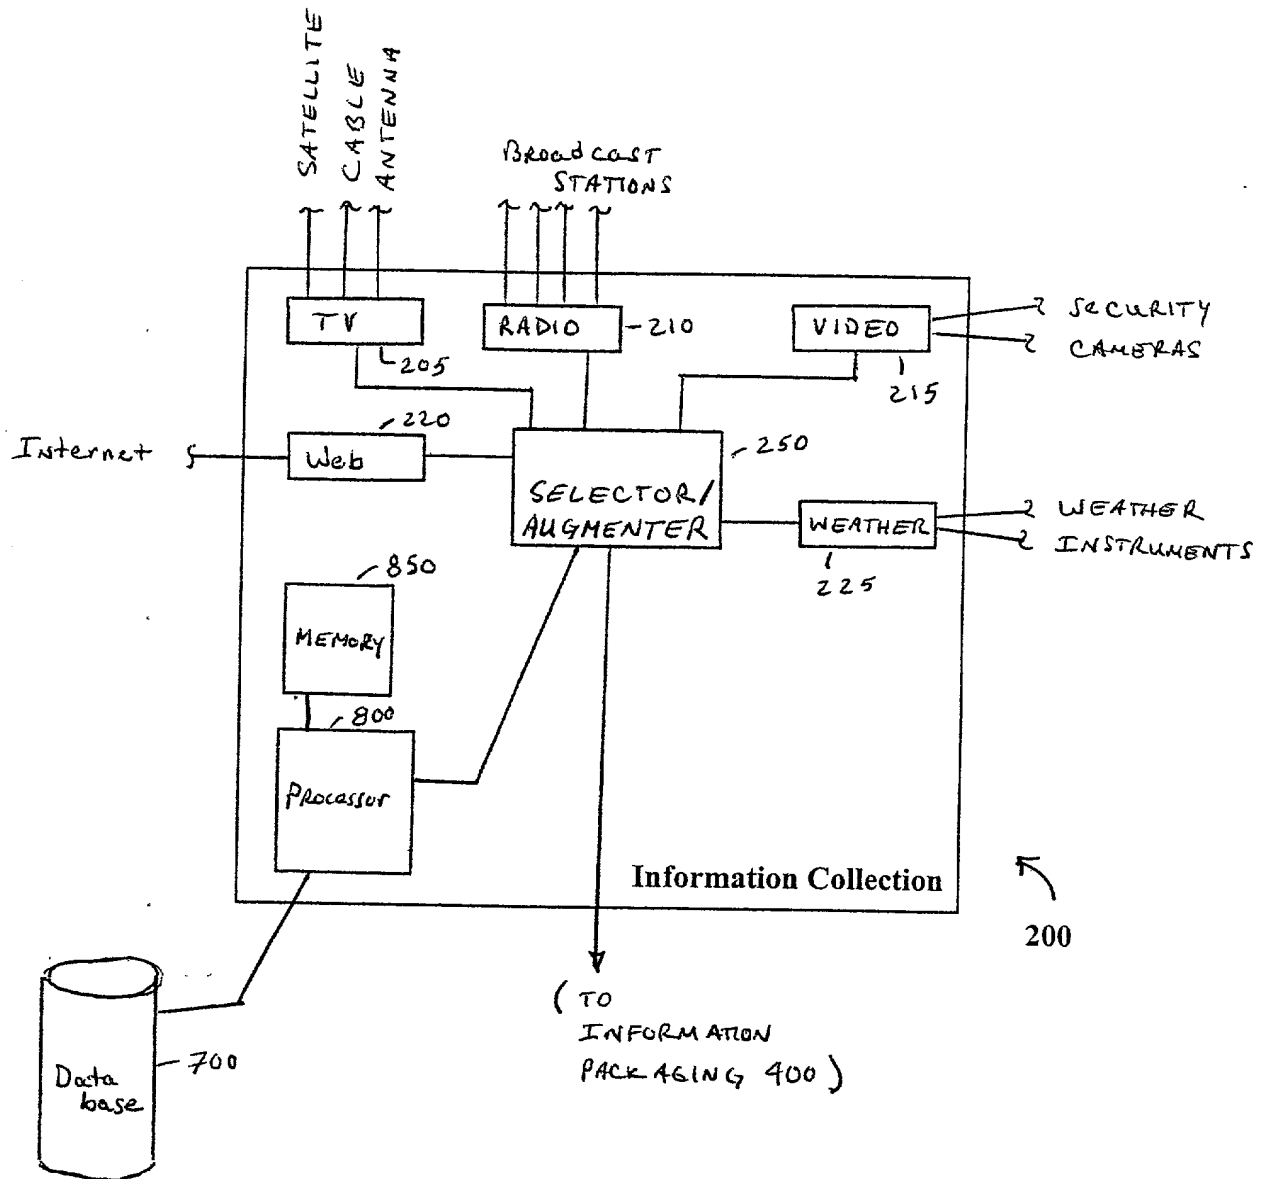 SATELLITE
CABLE
ANTENNA
Broadcast
STATIONS
TV
205
RADIO
210
VIDEO
215
SECURITY
CAMERAS
Internet
220
Web
250
SELECTOR/
AUGMENTER
WEATHER
225
WEATHER
INSTRUMENTS
850
MEMORY
800
Processor
Information Collection
200
700
Data
base
( TO
INFORMATION
PACKAGING 400 )